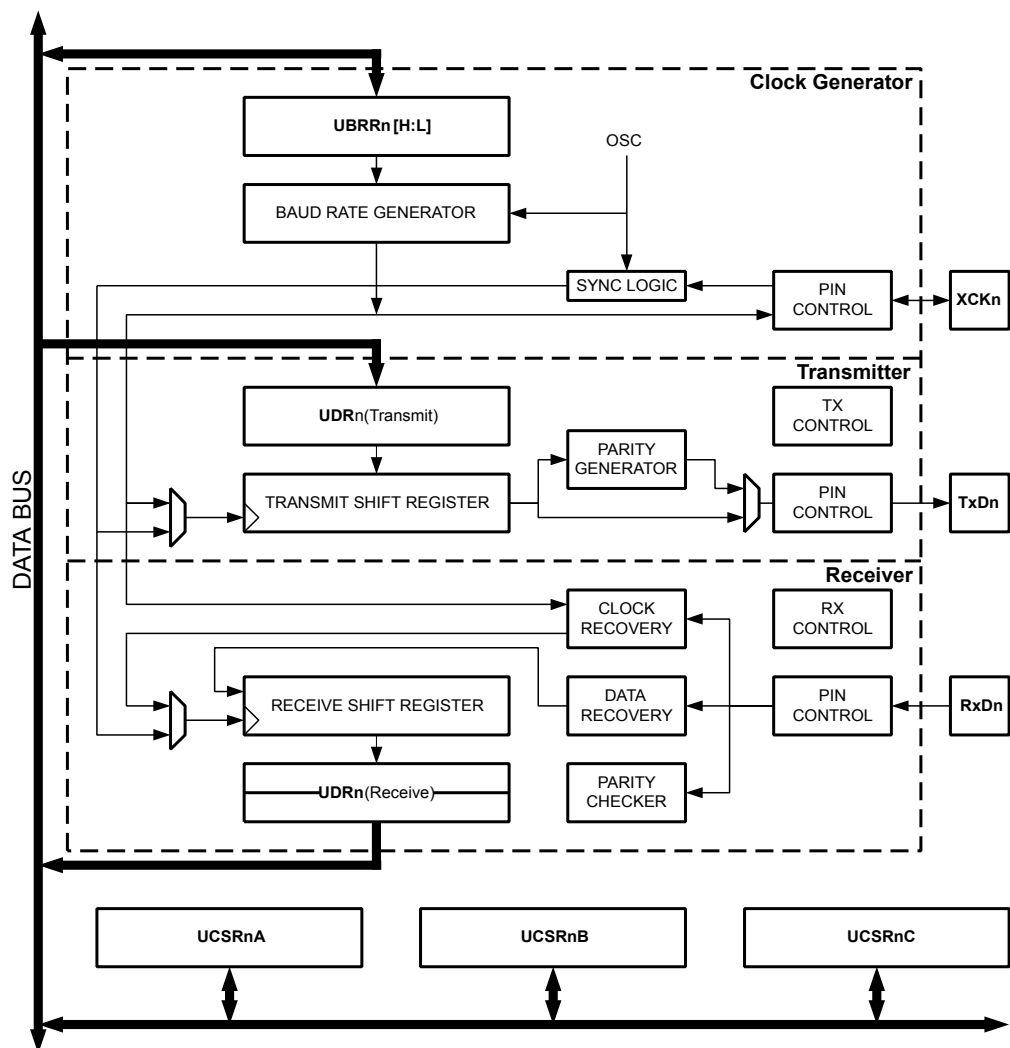 Clock Generator
UBRRn [H:L]
OSC
BAUD RATE GENERATOR
SYNC LOGIC
PIN
CONTROL
XCKn
Transmitter
UDRn(Transmit)
TX
CONTROL
PARITY
GENERATOR
TRANSMIT SHIFT REGISTER
PIN
CONTROL
TxDn
DATA BUS
Receiver
CLOCK
RECOVERY
RX
CONTROL
RECEIVE SHIFT REGISTER
DATA
RECOVERY
PIN
CONTROL
RxDn
UDRn(Receive)
PARITY
CHECKER
UCSRnA
UCSRnB
UCSRnC